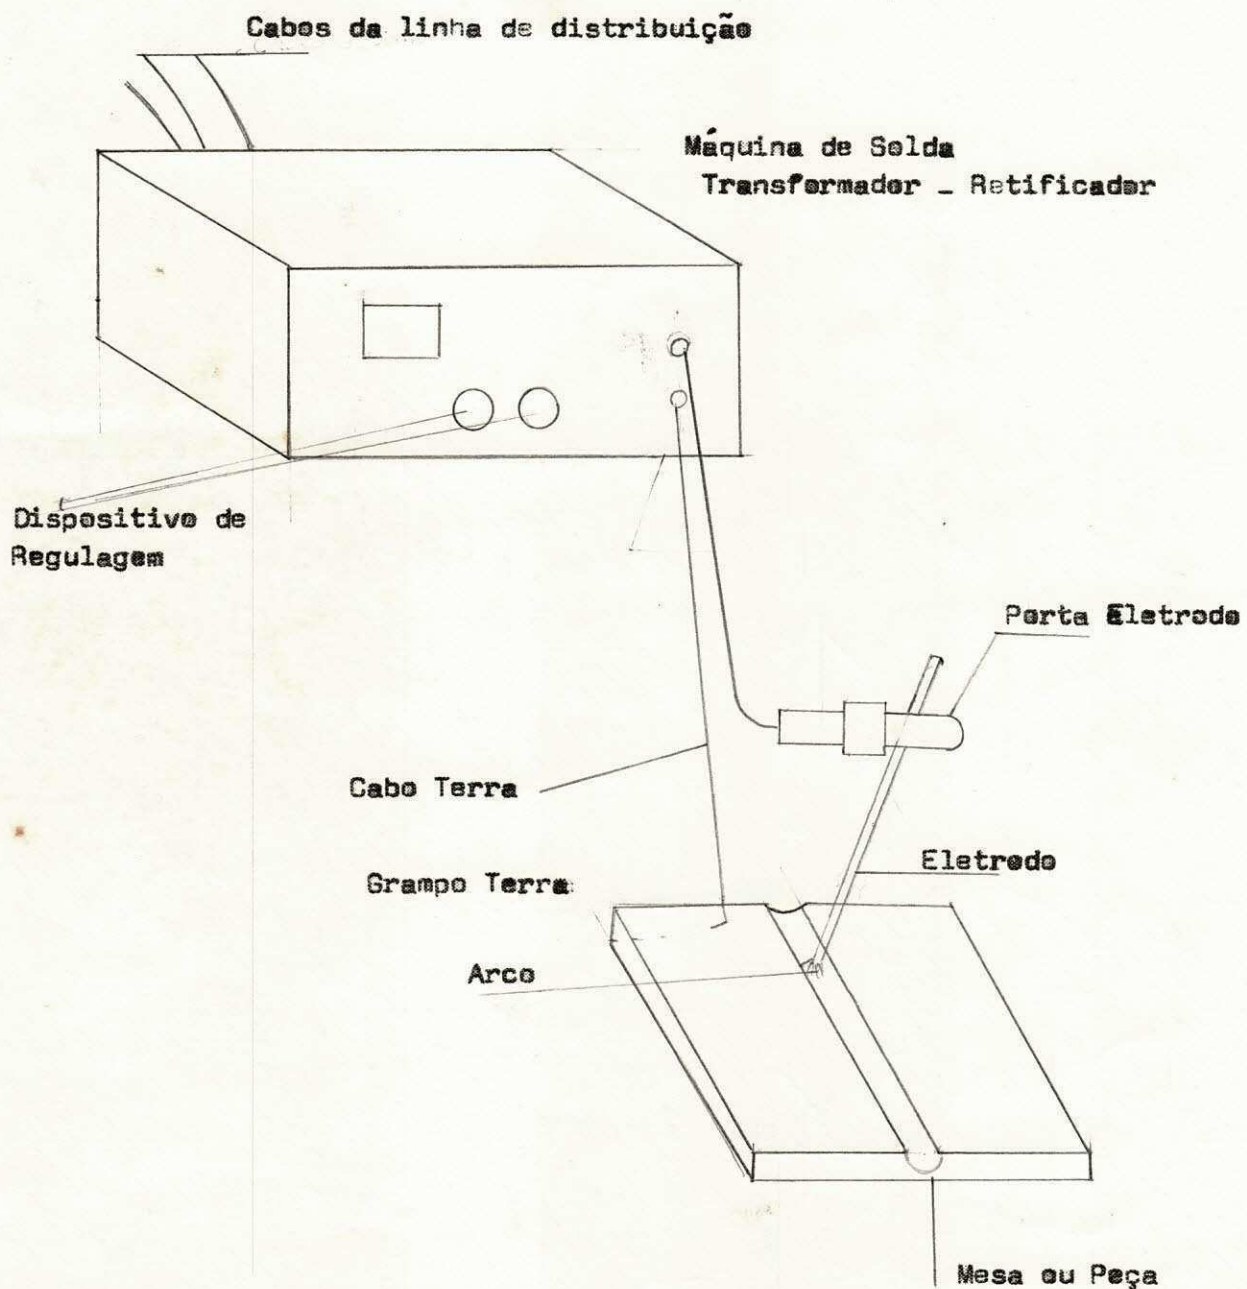 Cabos da linha de distribuição
Máquina de Solda
Transformador - Retificador
Dispositivo de
Regulagem
Porta Eletrodo
Cabo Terra
Eletrodo
Grampo Terra
Arco
Mesa ou Peça